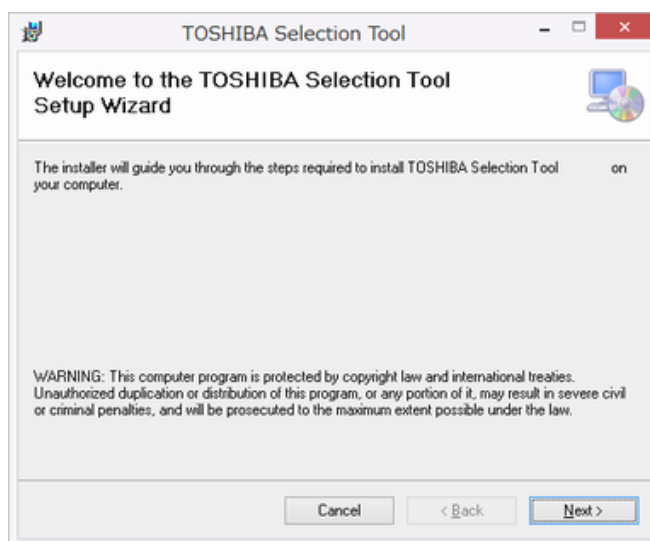 TOSHIBA Selection Tool
Welcome to the TOSHIBA Selection Tool
Setup Wizard
The installer will guide you through the steps required to install TOSHIBA Selection Tool on
your computer.
WARNING: This computer program is protected by copyright law and international treaties.
Unauthorized duplication or distribution of this program, or any portion of it, may result in severe civil
or criminal penalties, and will be prosecuted to the maximum extent possible under the law.
Cancel < Back Next >